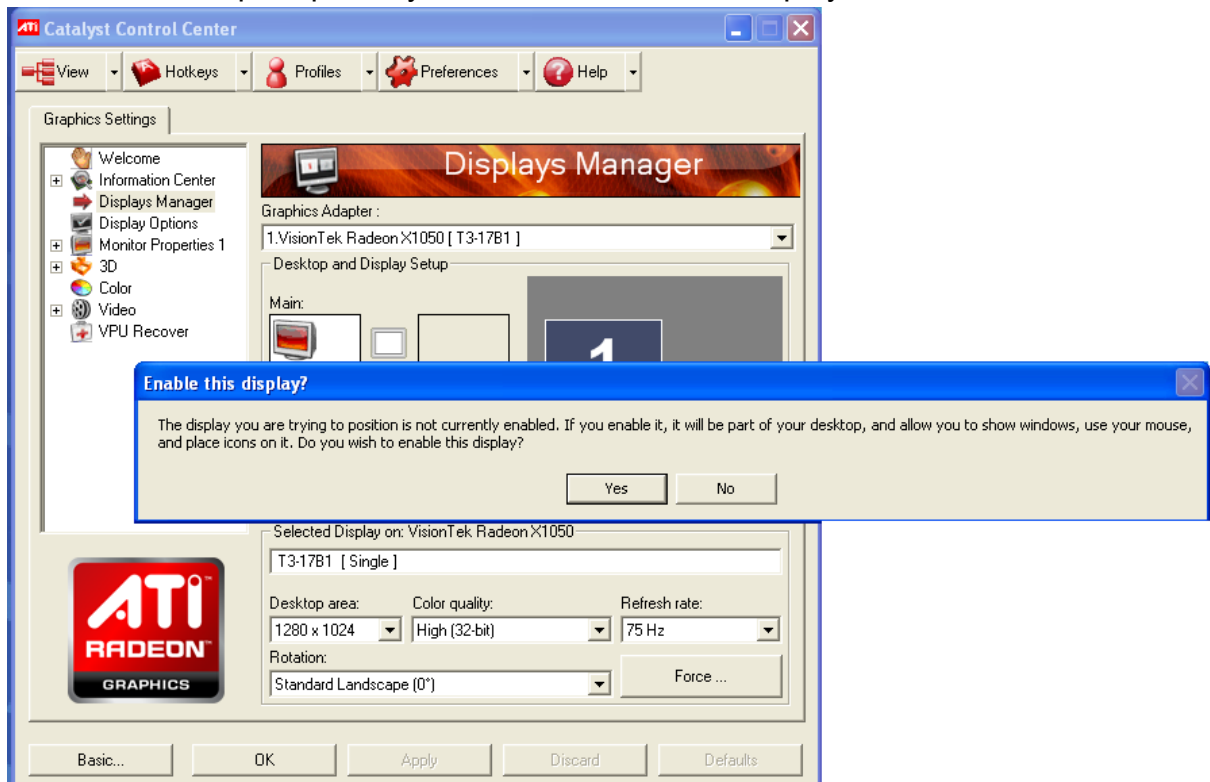 ATI Catalyst Control Center
View
Hotkeys
Profiles
Preferences
Help
Graphics Settings
Welcome
Information Center
Displays Manager
Display Options
Monitor Properties 1
3D
Color
Video
VPU Recover
Displays Manager
Graphics Adapter :
1.VisionTek Radeon X1050 [ T3-17B1 ]
Desktop and Display Setup
Main:
1
Enable this display?
The display you are trying to position is not currently enabled. If you enable it, it will be part of your desktop, and allow you to show windows, use your mouse,
and place icons on it. Do you wish to enable this display?
Yes
No
Selected Display on: VisionTek Radeon X1050
T3-17B1 [ Single ]
Desktop area:
Color quality:
Refresh rate:
1280 x 1024
High (32-bit)
75 Hz
Rotation:
Standard Landscape (0°)
Force ...
ATI
RADEON™
GRAPHICS
Basic...
OK
Apply
Discard
Defaults